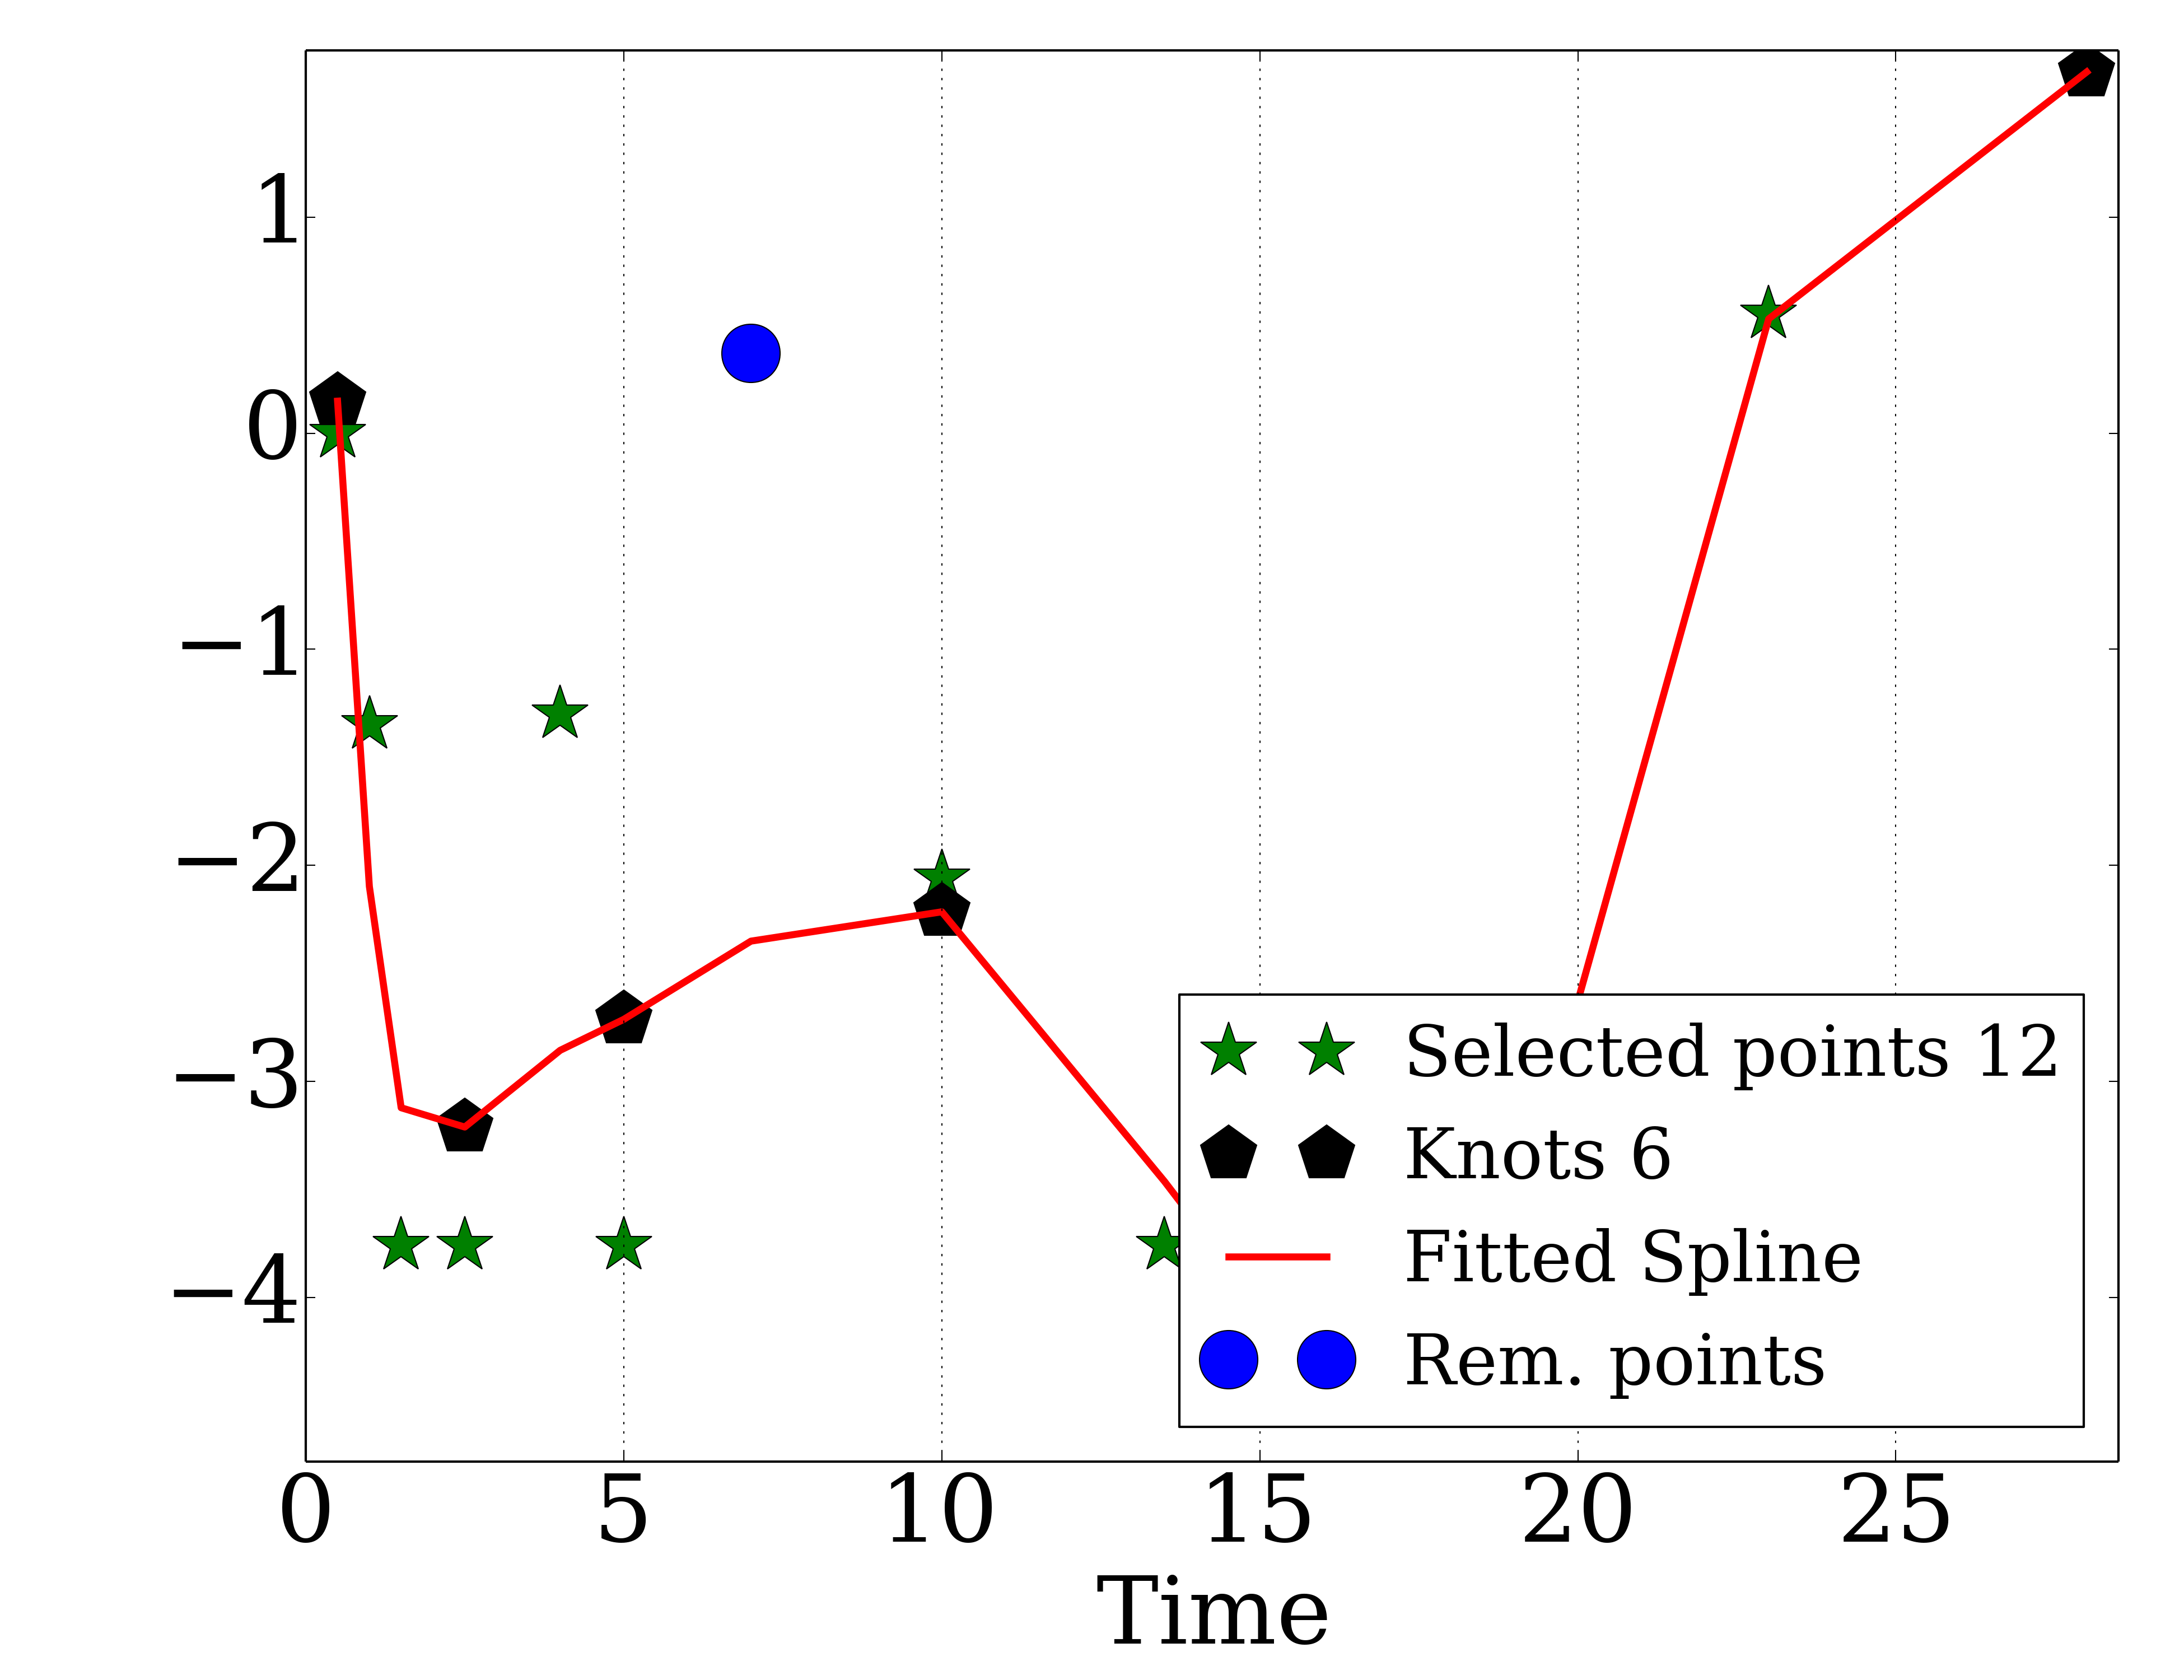 1
0
−1
−2
−3
−4
0 5 10 15 20 25
Time
Selected points 12
Knots 6
Fitted Spline
Rem. points